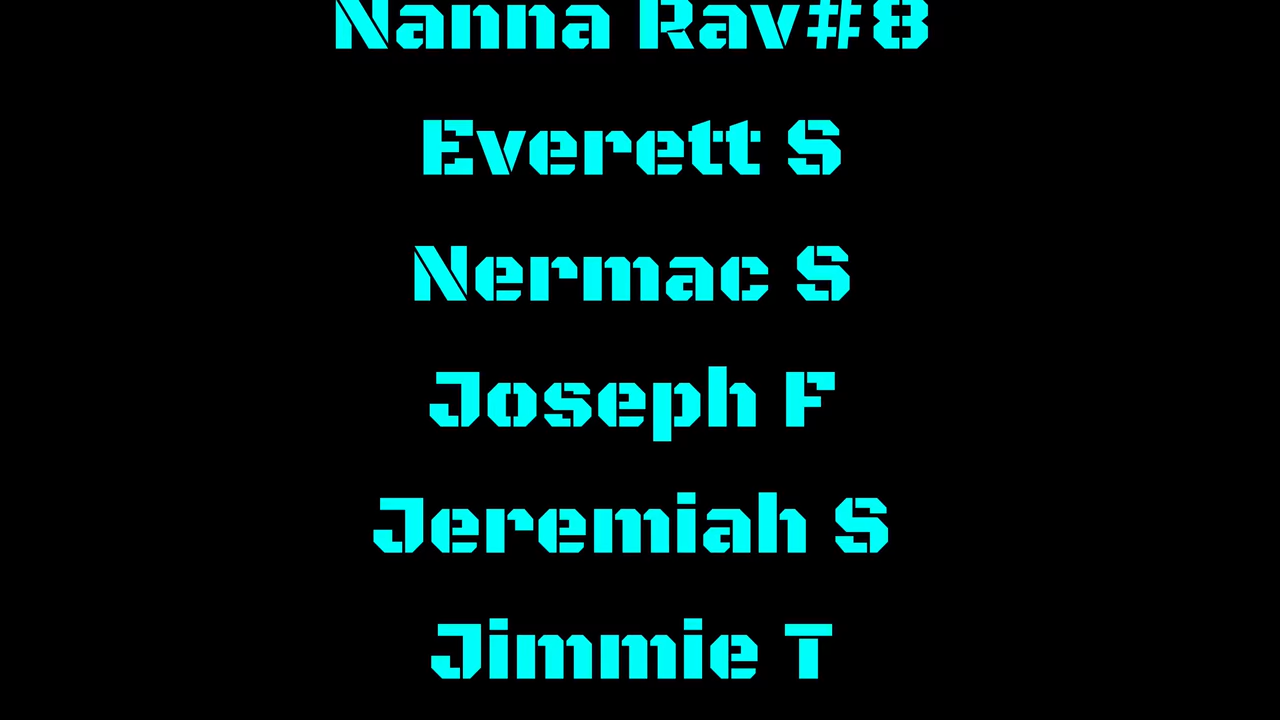 Nanna Rav#8
Everett S
Nermac S
Joseph F
Jeremiah S
Jimmie T